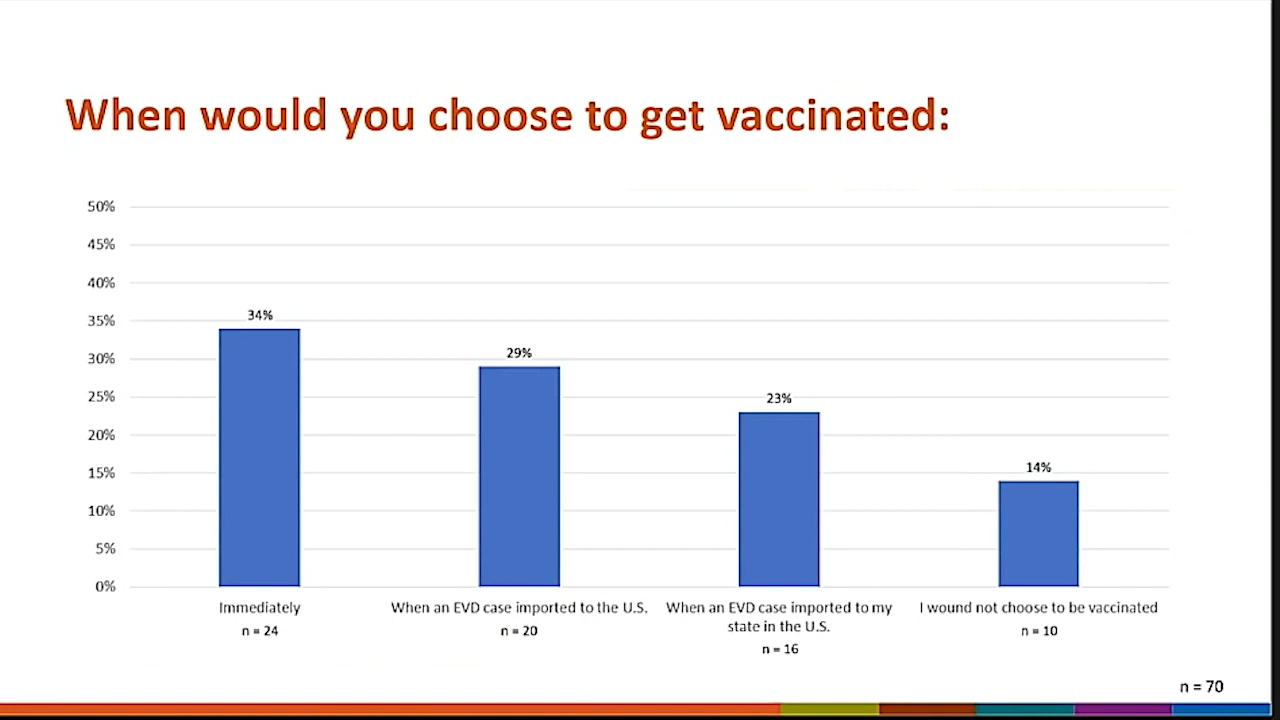 When would you choose to get vaccinated:
50%
45%
40%
35%
30%
25%
20%
15%
10%
5%
0%
34%
29%
23%
14%
Immediately
n = 24
When an EVD case imported to the U.S.
n = 20
When an EVD case imported to my
state in the U.S.
n = 16
I wound not choose to be vaccinated
n = 10
n = 70